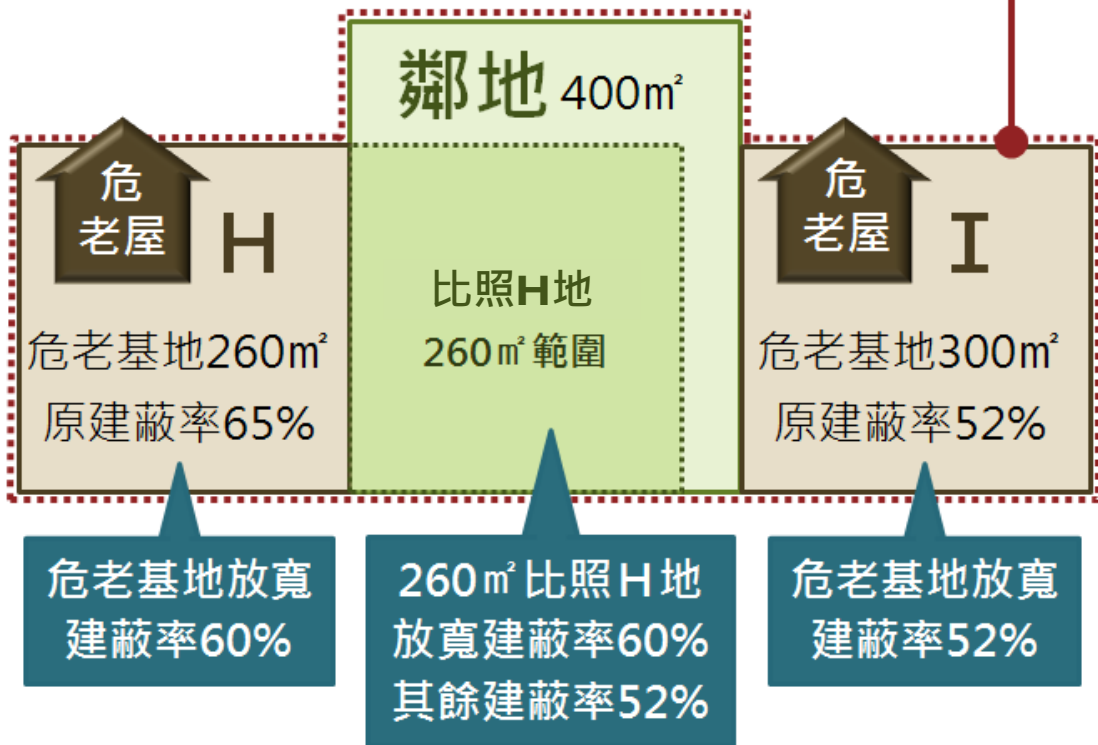 鄰地 400㎡
危
老屋
H
危老基地260㎡
原建蔽率65%
比照H地
260㎡範圍
危
老屋
I
危老基地300㎡
原建蔽率52%
危老基地放寬
建蔽率60%
260㎡比照H地
放寬建蔽率60%
其餘建蔽率52%
危老基地放寬
建蔽率52%